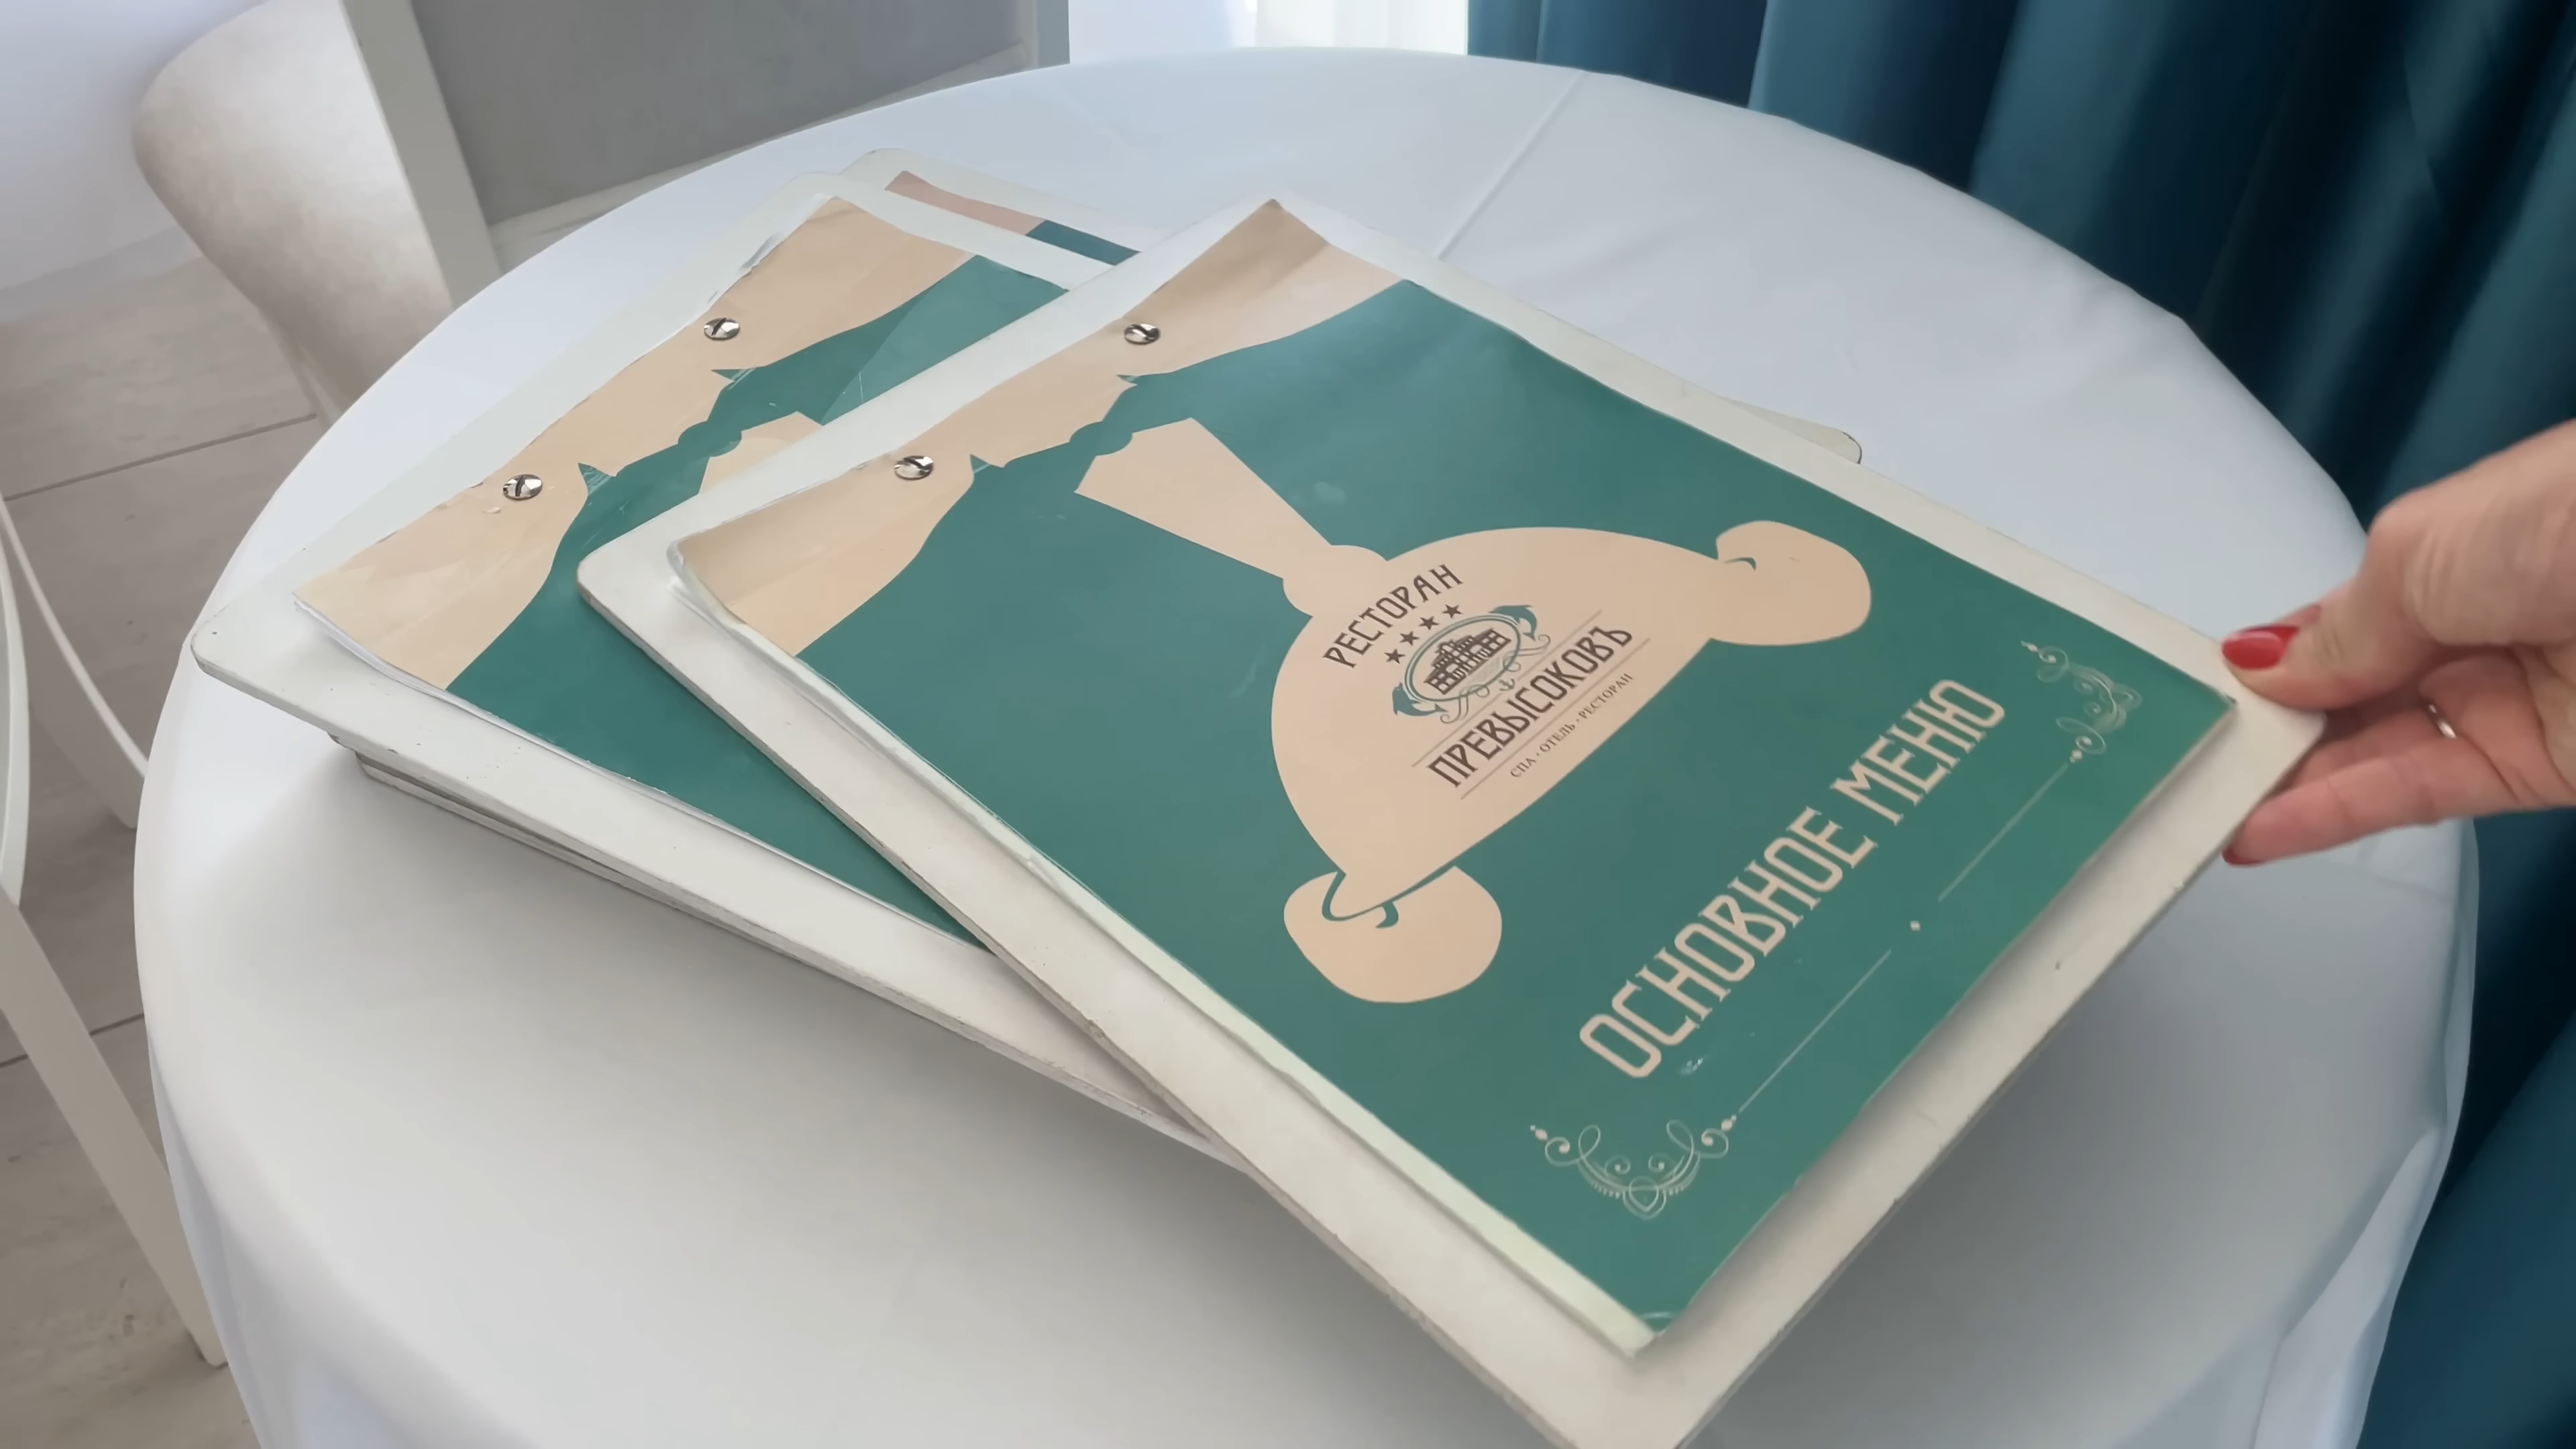 РЕСТОРАН
ПРЕВЫСОКОВЪ
СПА · ОТЕЛЬ · РЕСТОРАН
ОСНОВНОЕ МЕНЮ